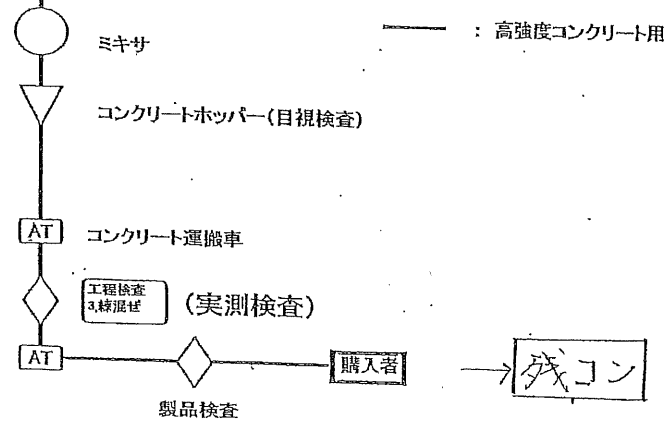 ミキサ
: 高強度コンクリート用
コンクリートホッパー(目視検査)
AT
コンクリート運搬車
工程検査
3,練混ぜ
(実測検査)
AT
購入者
残コン
製品検査